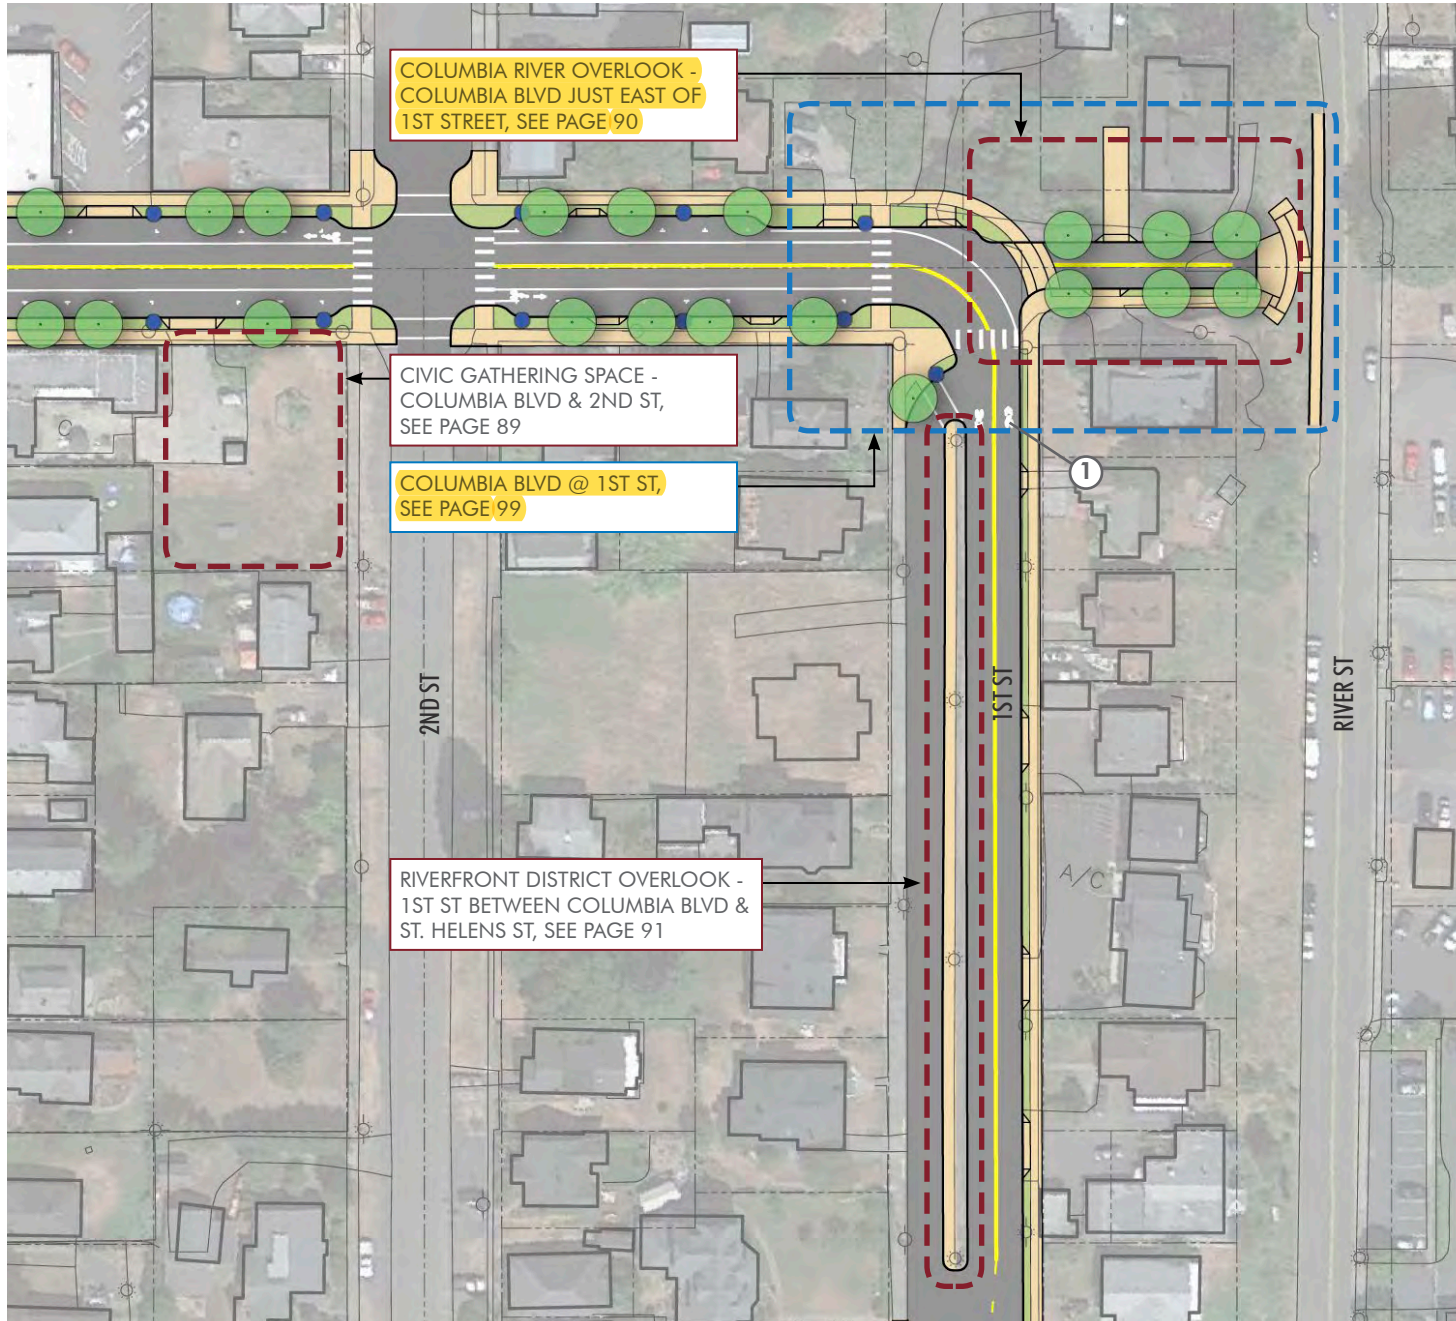 COLUMBIA RIVER OVERLOOK -
COLUMBIA BLVD JUST EAST OF
1ST STREET, SEE PAGE 90
CIVIC GATHERING SPACE -
COLUMBIA BLVD & 2ND ST,
SEE PAGE 89
COLUMBIA BLVD @ 1ST ST,
SEE PAGE 99
1
2ND ST
1ST ST
RIVER ST
RIVERFRONT DISTRICT OVERLOOK -
1ST ST BETWEEN COLUMBIA BLVD &
ST. HELENS ST, SEE PAGE 91
A/C